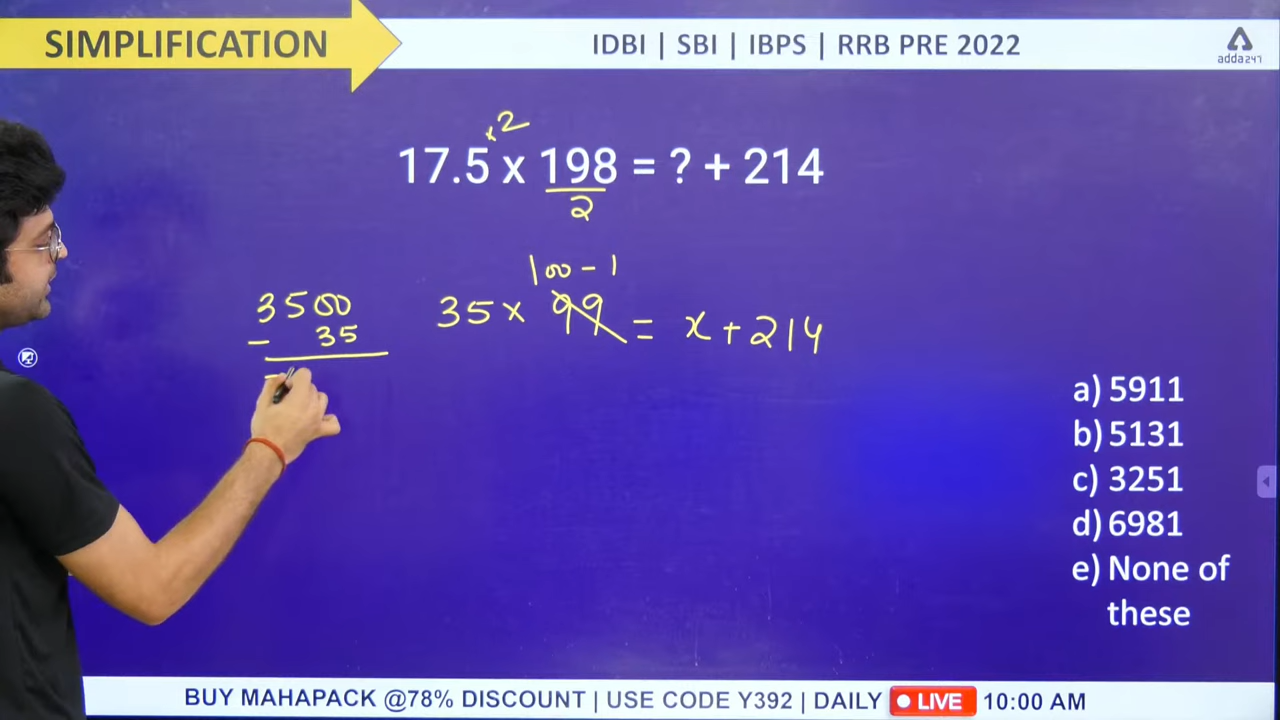 SIMPLIFICATION
IDBI | SBI | IBPS | RRB PRE 2022
adda247
×2
17.5 x 198 = ? + 214
2
100 - 1
3500
35 × 99 = x + 214
- 35
a) 5911
b) 5131
c) 3251
d) 6981
e) None of
these
BUY MAHAPACK @78% DISCOUNT | USE CODE Y392 | DAILY LIVE 10:00 AM